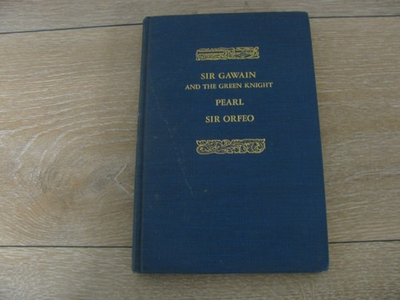 SIR GAWAIN
AND THE GREEN KNIGHT
PEARL
SIR ORFEO